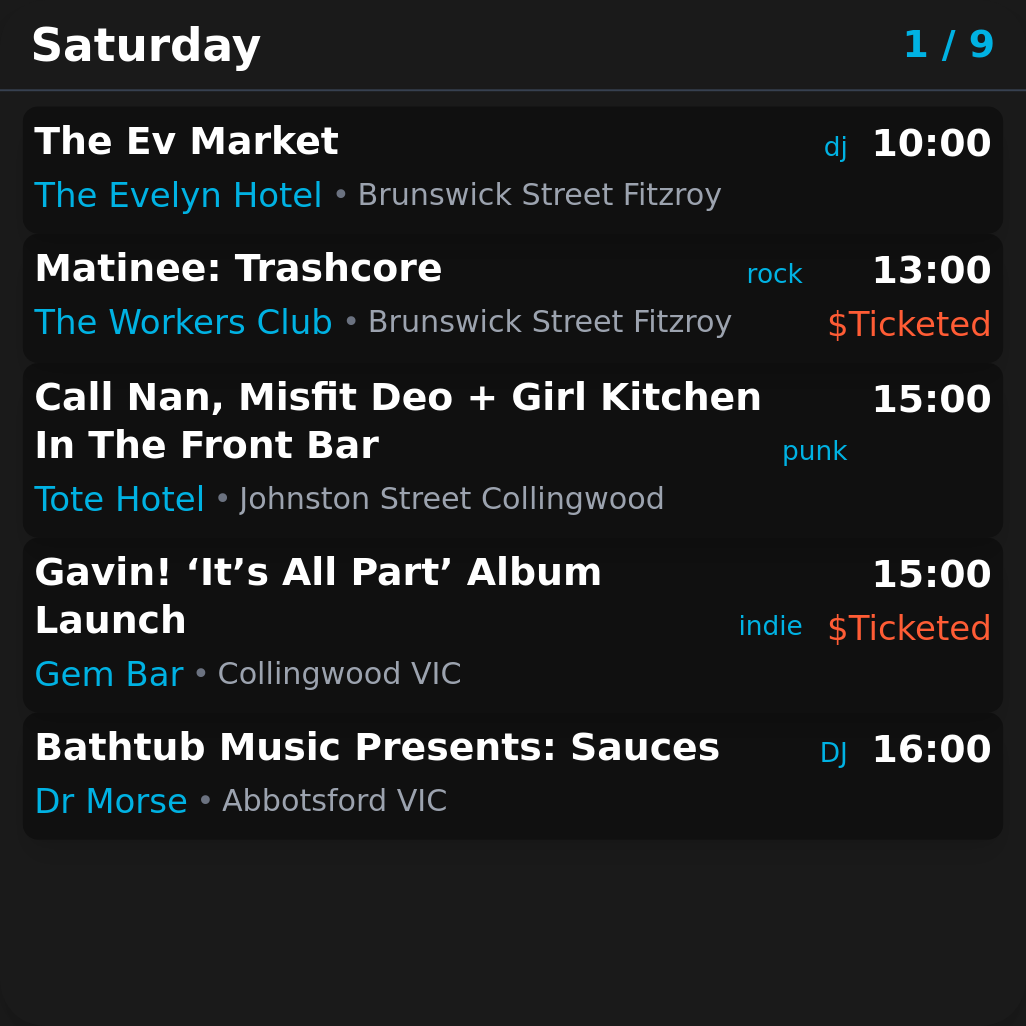 Saturday 1 / 9
The Ev Market dj 10:00
The Evelyn Hotel • Brunswick Street Fitzroy
Matinee: Trashcore rock 13:00
The Workers Club • Brunswick Street Fitzroy $Ticketed
Call Nan, Misfit Deo + Girl Kitchen 15:00
In The Front Bar punk
Tote Hotel • Johnston Street Collingwood
Gavin! ‘It’s All Part’ Album 15:00
Launch indie $Ticketed
Gem Bar • Collingwood VIC
Bathtub Music Presents: Sauces DJ 16:00
Dr Morse • Abbotsford VIC